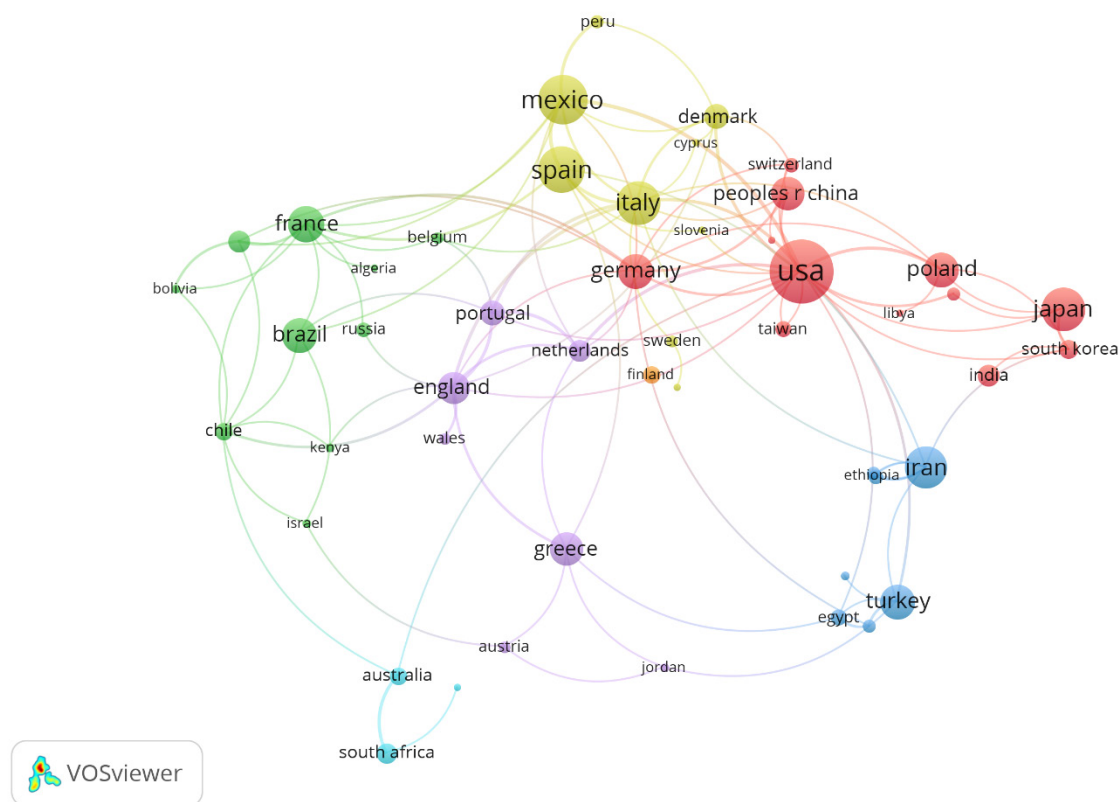 peru
mexico
denmark
cyprus
switzerland
spain
peoples r china
italy
france
slovenia
belgium
algeria
germany
usa
poland
bolivia
portugal
libya
japan
brazil
russia
taiwan
sweden
netherlands
south korea
finland
india
england
chile
wales
kenya
iran
ethiopia
israel
greece
turkey
egypt
austria
jordan
australia
south africa
VOSviewer